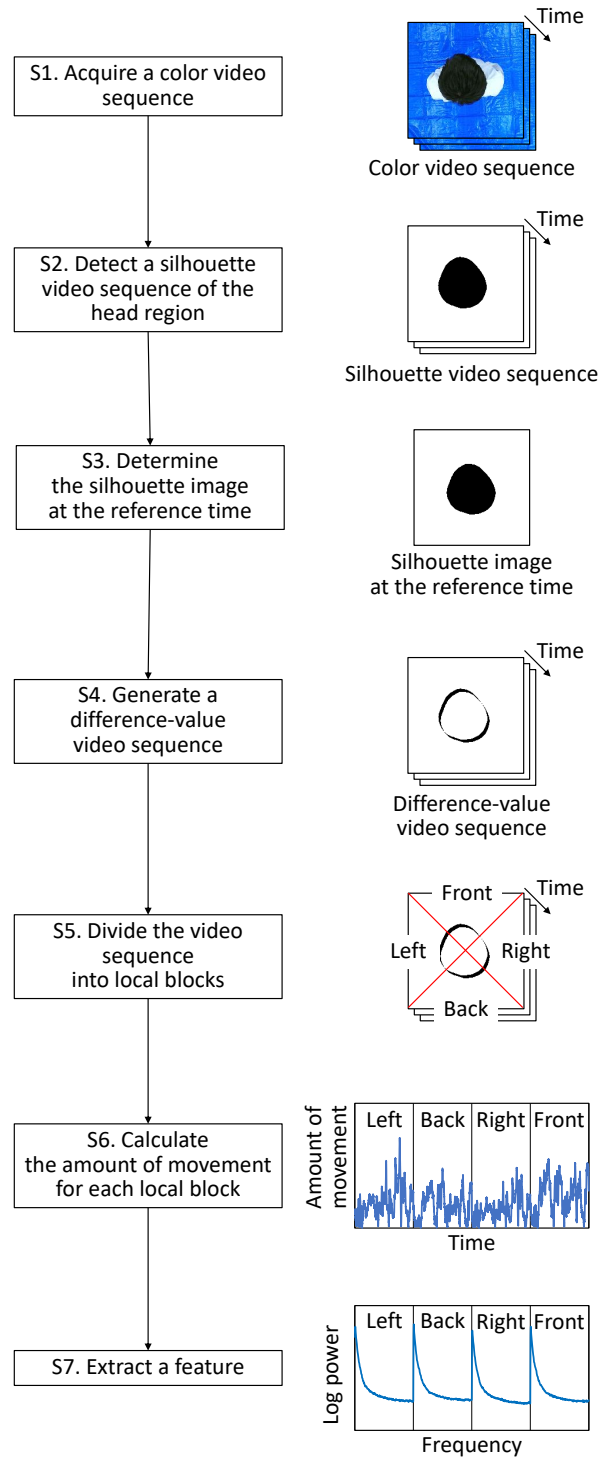 Time
S1. Acquire a color video
sequence
Color video sequence
Time
S2. Detect a silhouette
video sequence of the
head region
Silhouette video sequence
S3. Determine
the silhouette image
at the reference time
Silhouette image
at the reference time
Time
S4. Generate a
difference-value
video sequence
Difference-value
video sequence
Time
Front
S5. Divide the video
sequence
into local blocks
Left
Right
Back
S6. Calculate
the amount of movement
for each local block
Amount of
movement
Left Back Right Front
Time
S7. Extract a feature
Log power
Left Back Right Front
Frequency